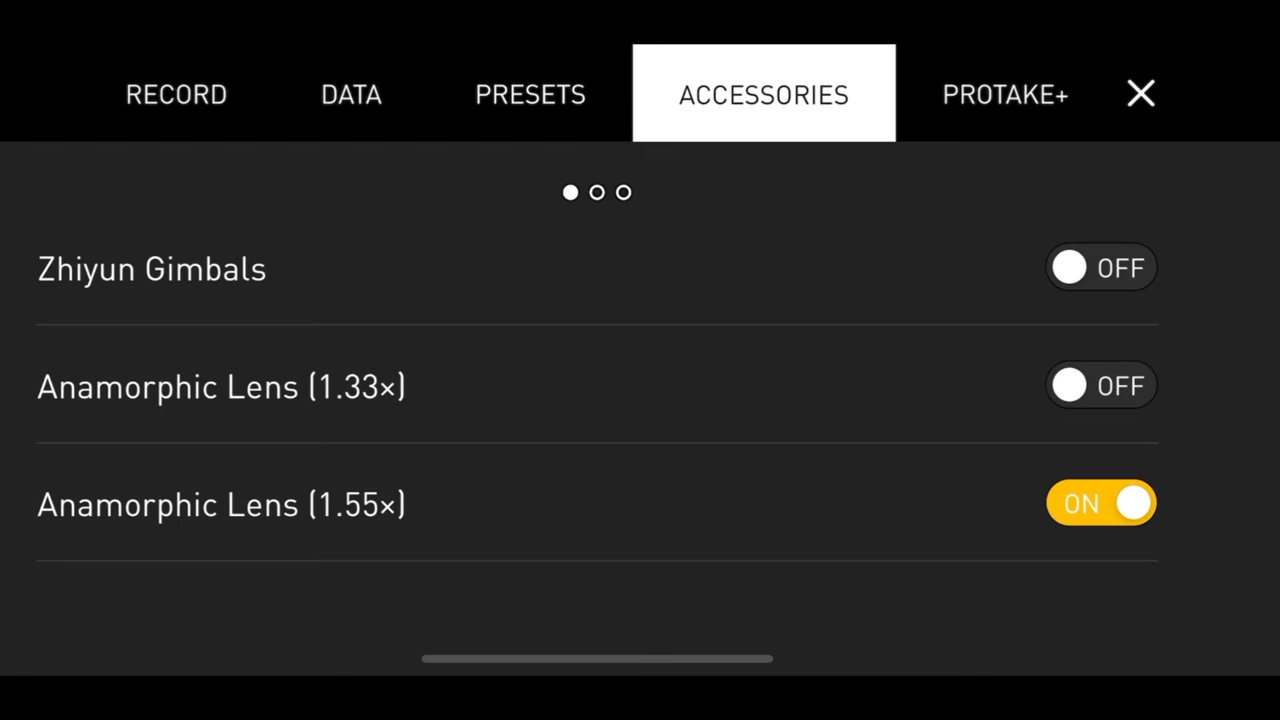 RECORD DATA PRESETS ACCESSORIES PROTAKE+
Zhiyun Gimbals OFF
Anamorphic Lens (1.33×) OFF
Anamorphic Lens (1.55×) ON